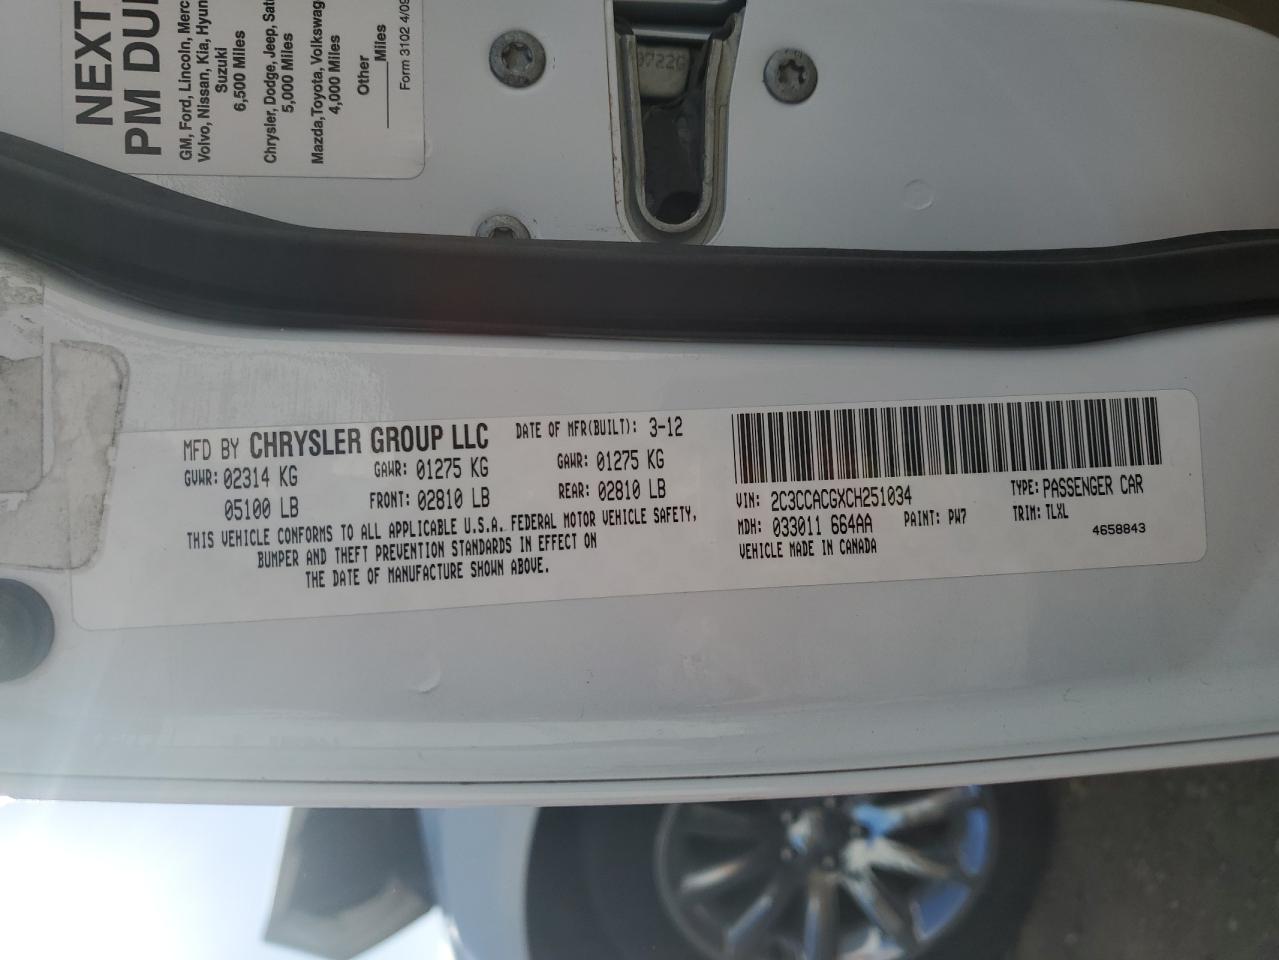 NEXT
PM DU
GM, Ford, Lincoln, Merc
Volvo, Nissan, Kia, Hyun
Suzuki
6,500 Miles
Chrysler, Dodge, Jeep, Sat
5,000 Miles
Mazda, Toyota, Volkswag
4,000 Miles
Other
Miles
Form 3102 4/09
MFD BY CHRYSLER GROUP LLC DATE OF MFR(BUILT): 3-12
GVWR: 02314 KG GAWR: 01275 KG GAWR: 01275 KG
05100 LB FRONT: 02810 LB REAR: 02810 LB
THIS VEHICLE CONFORMS TO ALL APPLICABLE U.S.A. FEDERAL MOTOR VEHICLE SAFETY,
BUMPER AND THEFT PREVENTION STANDARDS IN EFFECT ON
THE DATE OF MANUFACTURE SHOWN ABOVE.
VIN: 2C3CCACGXCH251034 TYPE: PASSENGER CAR
MDH: 033011 664AA PAINT: PW7 TRIM: TLXL
VEHICLE MADE IN CANADA 4658843